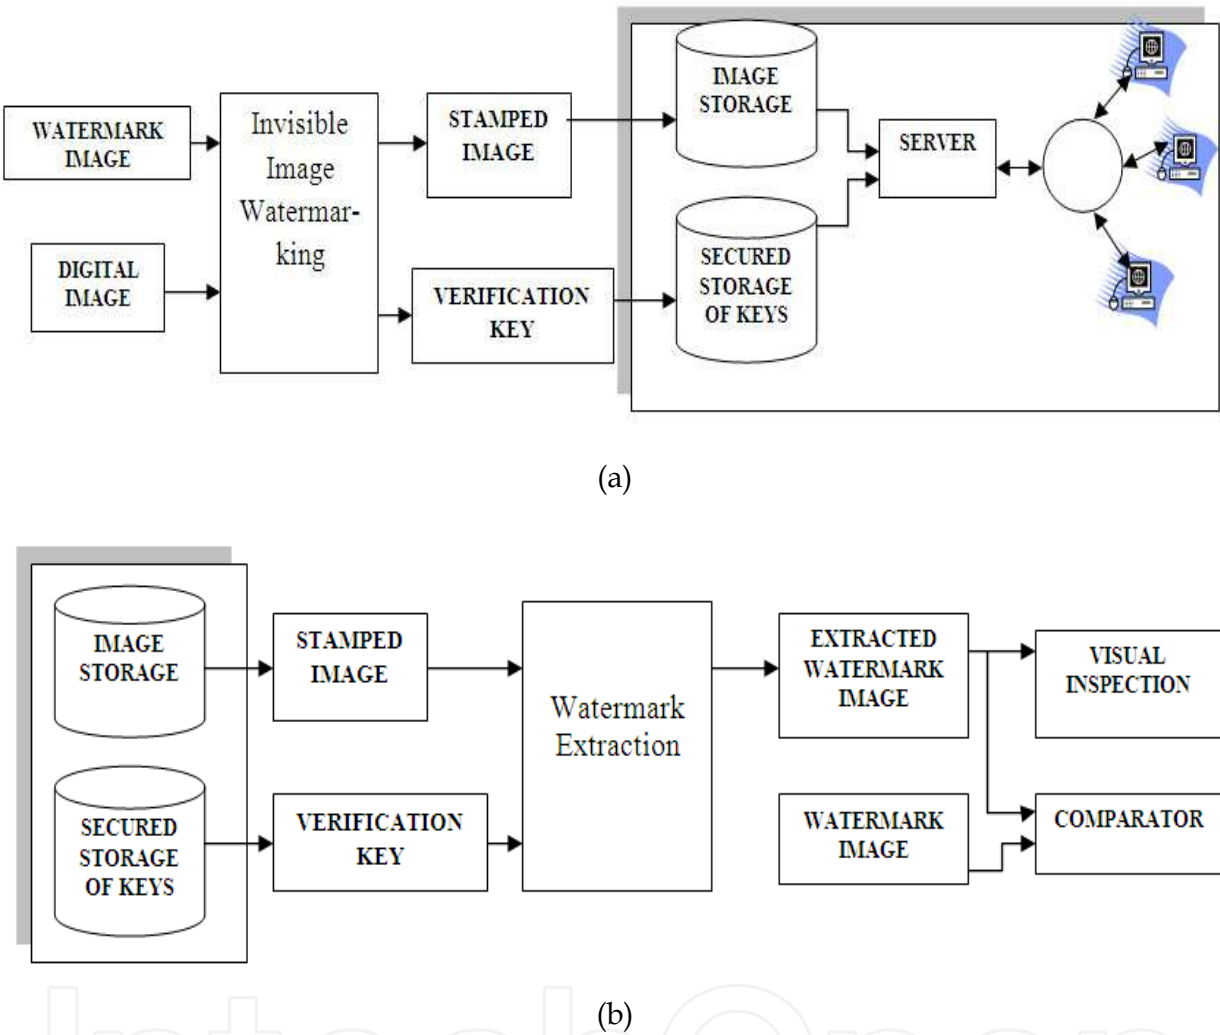 WATERMARK
IMAGE
DIGITAL
IMAGE
Invisible
Image
Watermar-
king
STAMPED
IMAGE
VERIFICATION
KEY
IMAGE
STORAGE
SECURED
STORAGE
OF KEYS
SERVER
(a)
IMAGE
STORAGE
SECURED
STORAGE
OF KEYS
STAMPED
IMAGE
VERIFICATION
KEY
Watermark
Extraction
EXTRACTED
WATERMARK
IMAGE
WATERMARK
IMAGE
VISUAL
INSPECTION
COMPARATOR
(b)